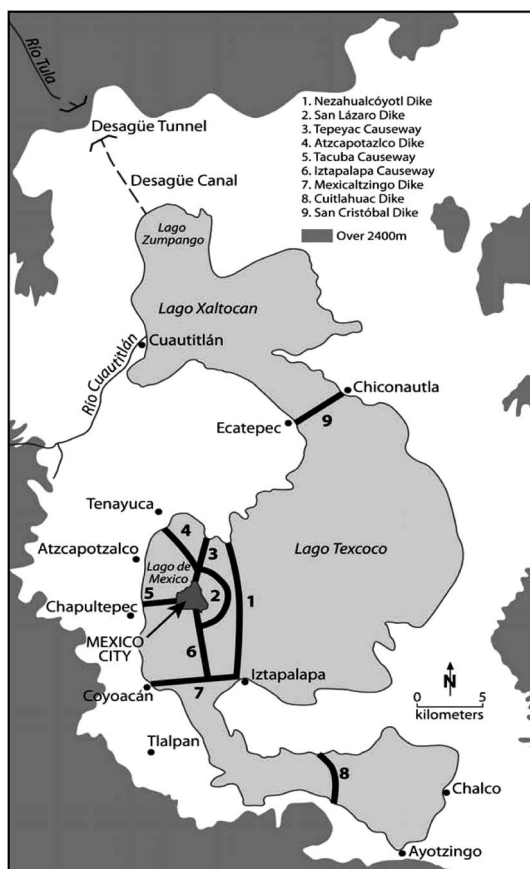 Río Tula
Desagüe Tunnel
Desagüe Canal
1. Nezahualcóyotl Dike
2. San Lázaro Dike
3. Tepeyac Causeway
4. Atzcapotazlco Dike
5. Tacuba Causeway
6. Iztapalapa Causeway
7. Mexicaltzingo Dike
8. Cuitlahuac Dike
9. San Cristóbal Dike
Over 2400m
Lago
Zumpango
Lago Xaltocan
Cuautitlán
Río Cuautitlán
Chiconautla
Ecatepec
9
Tenayuca
4
3
Atzcapotzalco
Lago de
Mexico
Lago Texcoco
5
2
1
Chapultepec
MEXICO
CITY
6
Iztapalapa
7
Coyoacán
N
0 5
kilometers
Tlalpan
8
Chalco
Ayotzingo